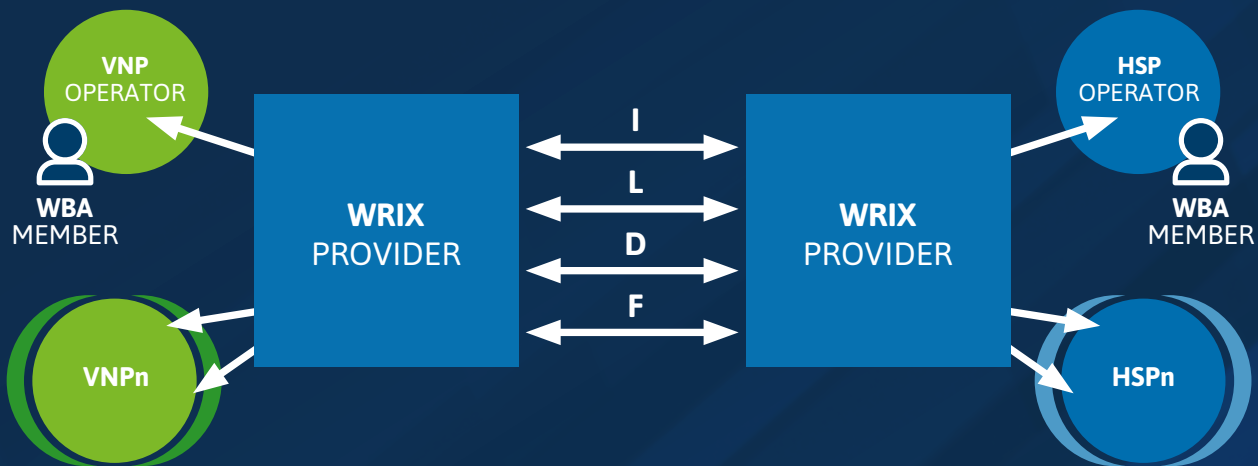 VNP
OPERATOR
WBA
MEMBER
VNPn
WRIX
PROVIDER
I
L
D
F
WRIX
PROVIDER
HSP
OPERATOR
WBA
MEMBER
HSPn